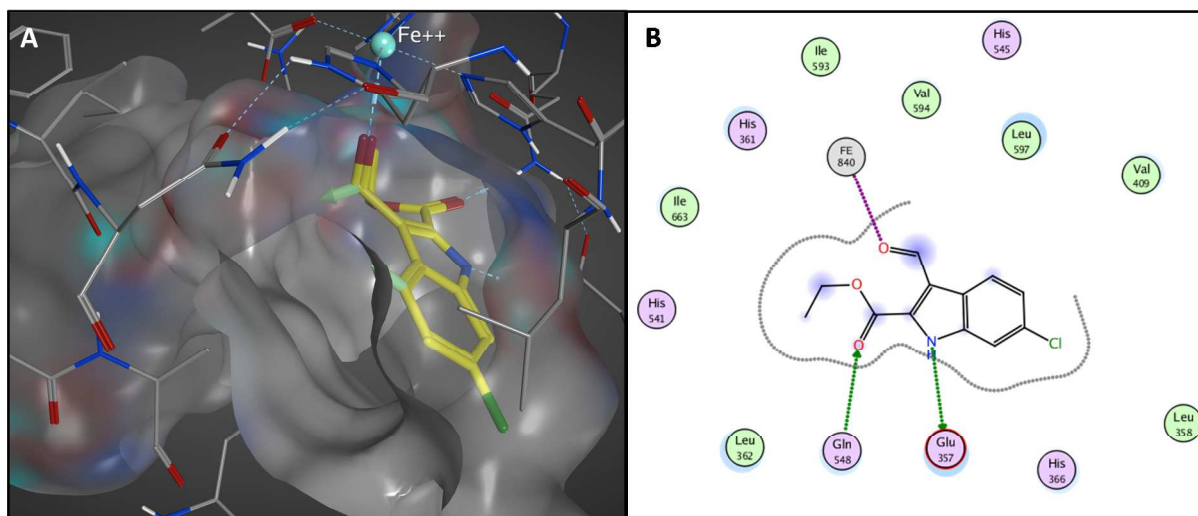 A
Fe++
B
His
545
Ile
593
Val
594
His
361
Leu
597
FE
840
Val
409
Ile
663
O
O
His
541
O
N
H
Cl
Leu
358
Leu
362
Gln
548
Glu
357
His
366